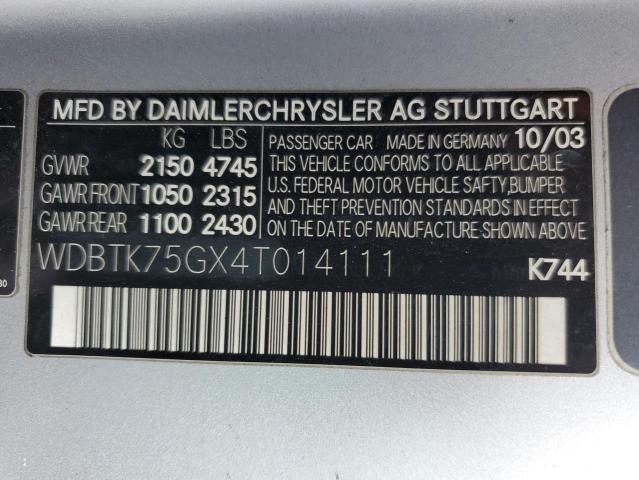 MFD BY DAIMLERCHRYSLER AG STUTTGART
KG LBS
GVWR 2150 4745
GAWR FRONT 1050 2315
GAWR REAR 1100 2430
PASSENGER CAR MADE IN GERMANY 10/03
THIS VEHICLE CONFORMS TO ALL APPLICABLE
U.S. FEDERAL MOTOR VEHICLE SAFTY,BUMPER
AND THEFT PREVENTION STANDARDS IN EFFECT
ON THE DATE OF MANUFACTURE SHOWN ABOVE
WDBTK75GX4T014111
K744
80